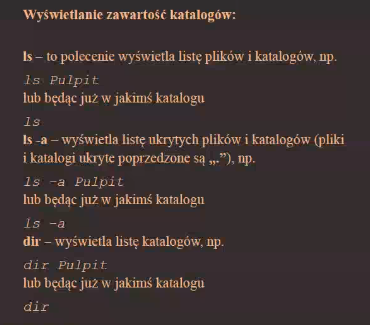 Wyświetlanie zawartość katalogów:
ls – to polecenie wyświetla listę plików i katalogów, np.
ls Pulpit
lub będąc już w jakimś katalogu
ls
ls -a – wyświetla listę ukrytych plików i katalogów (pliki
i katalogi ukryte poprzedzone są „.”), np.
ls -a Pulpit
lub będąc już w jakimś katalogu
ls -a
dir – wyświetla listę katalogów, np.
dir Pulpit
lub będąc już w jakimś katalogu
dir